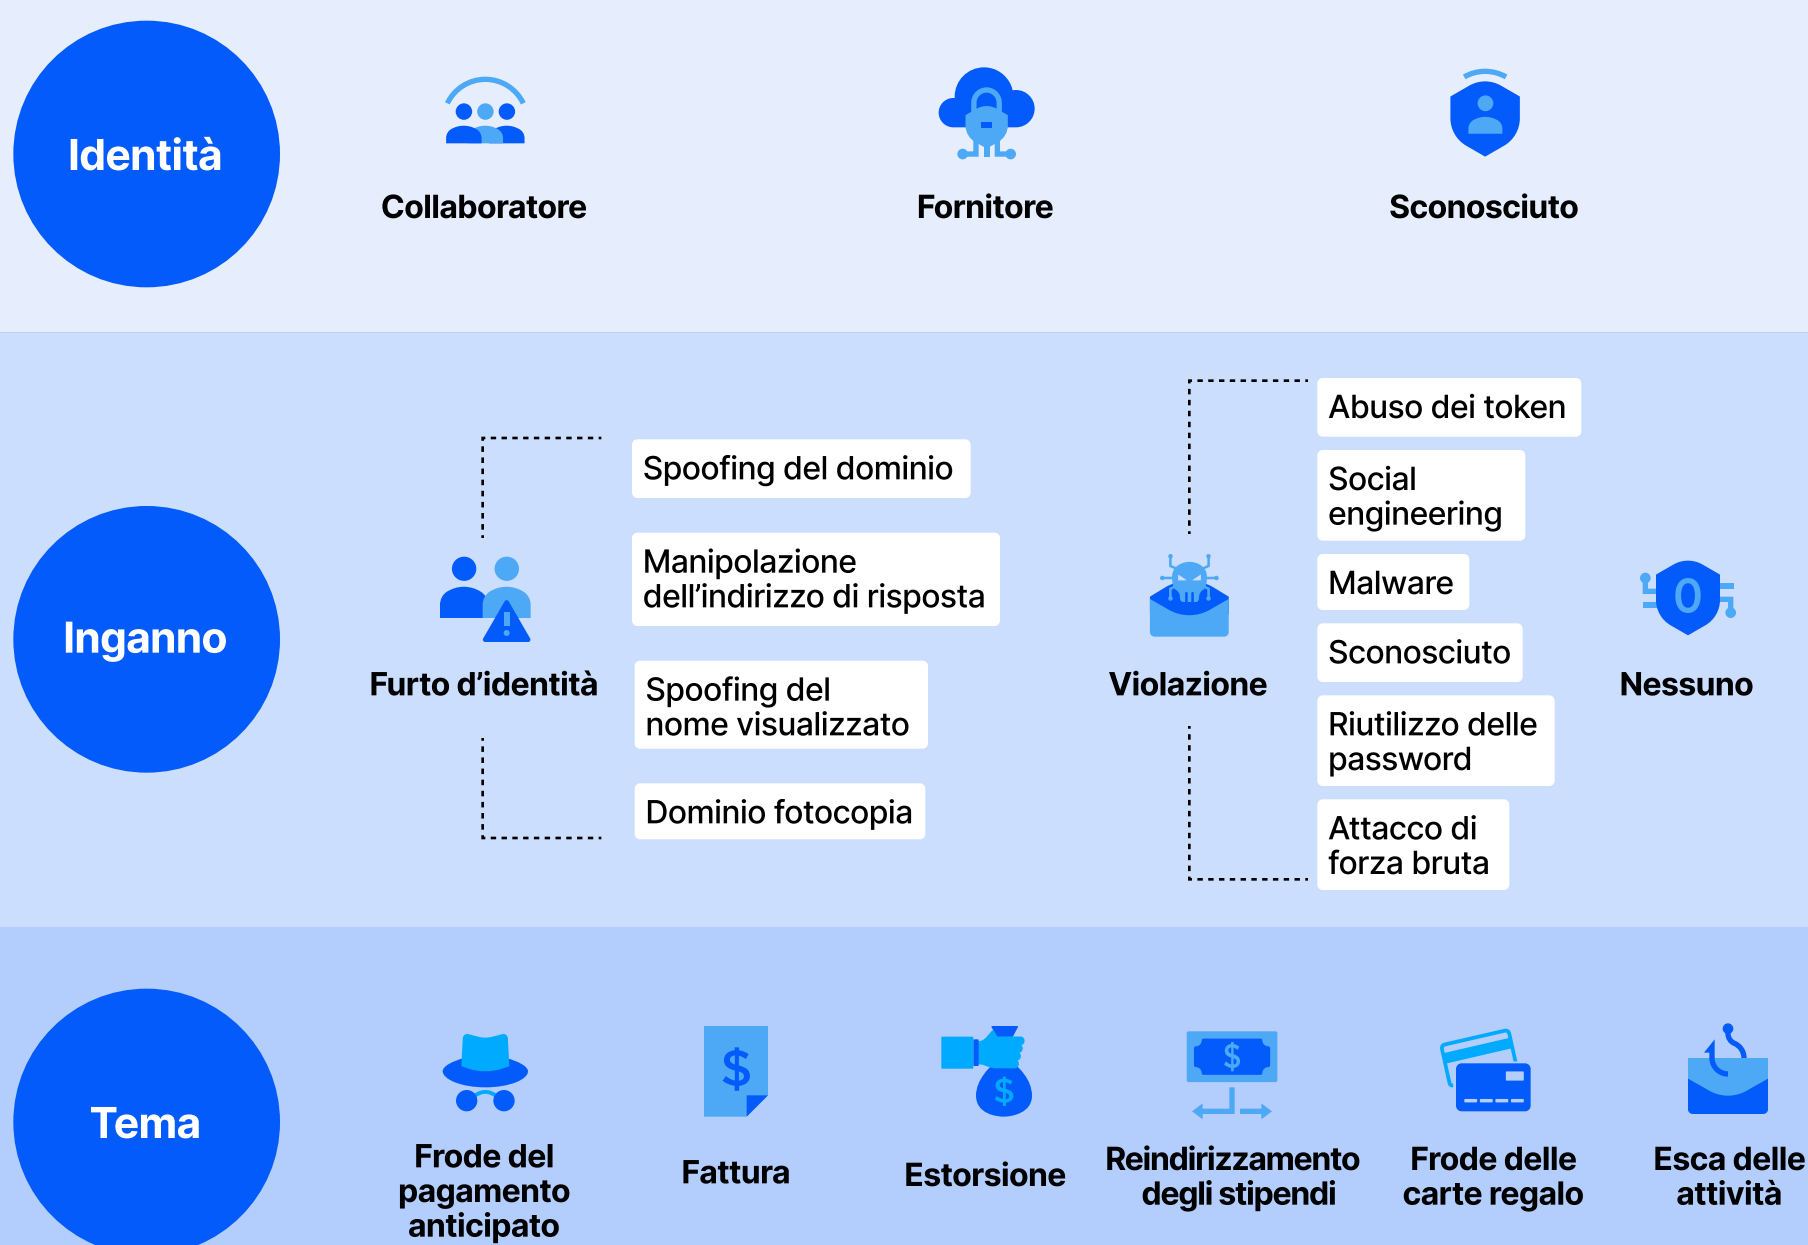 Identità
Collaboratore
Fornitore
Sconosciuto
Inganno
Furto d’identità
Spoofing del dominio
Manipolazione
dell’indirizzo di risposta
Spoofing del
nome visualizzato
Dominio fotocopia
Violazione
Abuso dei token
Social
engineering
Malware
Sconosciuto
Riutilizzo delle
password
Attacco di
forza bruta
0
Nessuno
Tema
Frode del
pagamento
anticipato
$
Fattura
$
Estorsione
$
Reindirizzamento
degli stipendi
Frode delle
carte regalo
Esca delle
attività